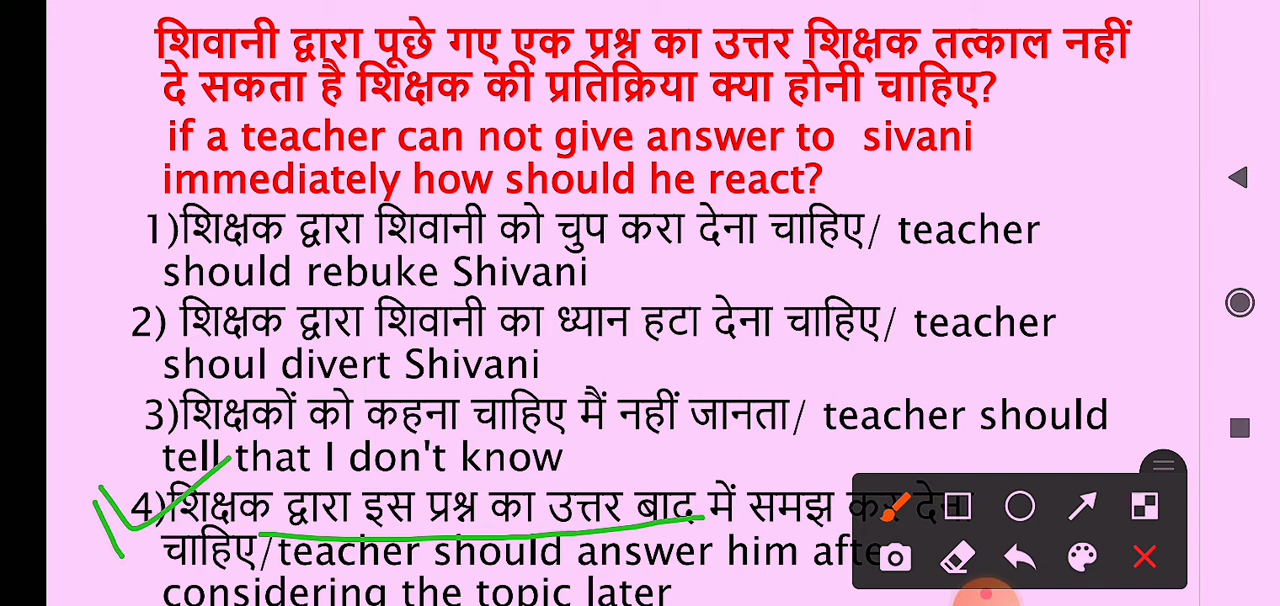 शिवानी द्वारा पूछे गए एक प्रश्न का उत्तर शिक्षक तत्काल नहीं
दे सकता है शिक्षक की प्रतिक्रिया क्या होनी चाहिए?
if a teacher can not give answer to sivani
immediately how should he react?
1)शिक्षक द्वारा शिवानी को चुप करा देना चाहिए/ teacher
should rebuke Shivani
2) शिक्षक द्वारा शिवानी का ध्यान हटा देना चाहिए/ teacher
shoul divert Shivani
3)शिक्षकों को कहना चाहिए मैं नहीं जानता/ teacher should
tell that I don't know
4)शिक्षक द्वारा इस प्रश्न का उत्तर बाद में समझ कर देना
चाहिए/teacher should answer him after
considering the topic later